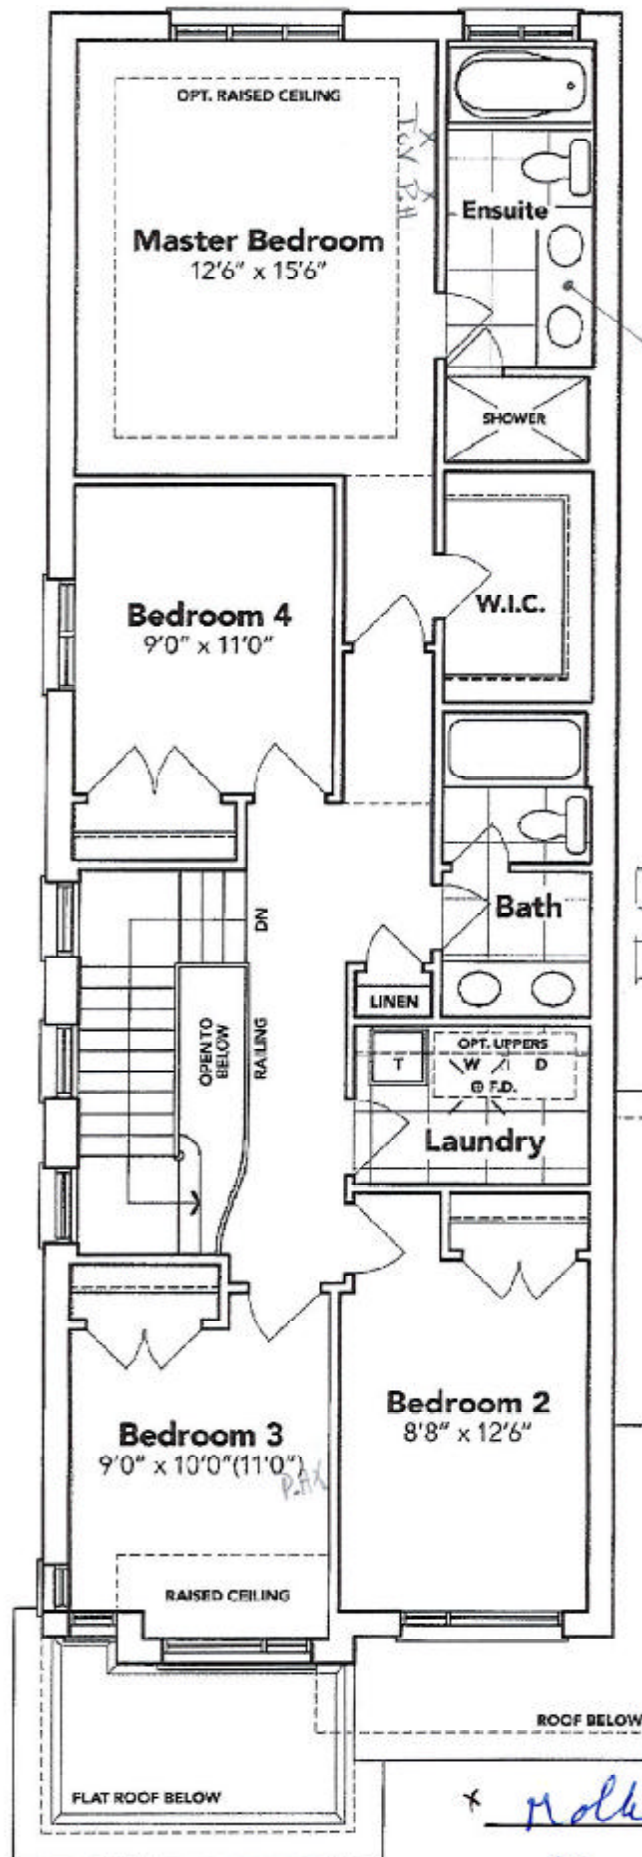 OPT. RAISED CEILING
Master Bedroom
12'6" x 15'6"
Ensuite
SHOWER
W.I.C.
Bedroom 4
9'0" x 11'0"
Bath
LINEN
DN
RAILING
OPEN TO
BELOW
OPT. UPPERS
T W D
F.D.
Laundry
Bedroom 2
8'8" x 12'6"
Bedroom 3
9'0" x 10'0"(11'0")
RAISED CEILING
ROOF BELOW
FLAT ROOF BELOW
x